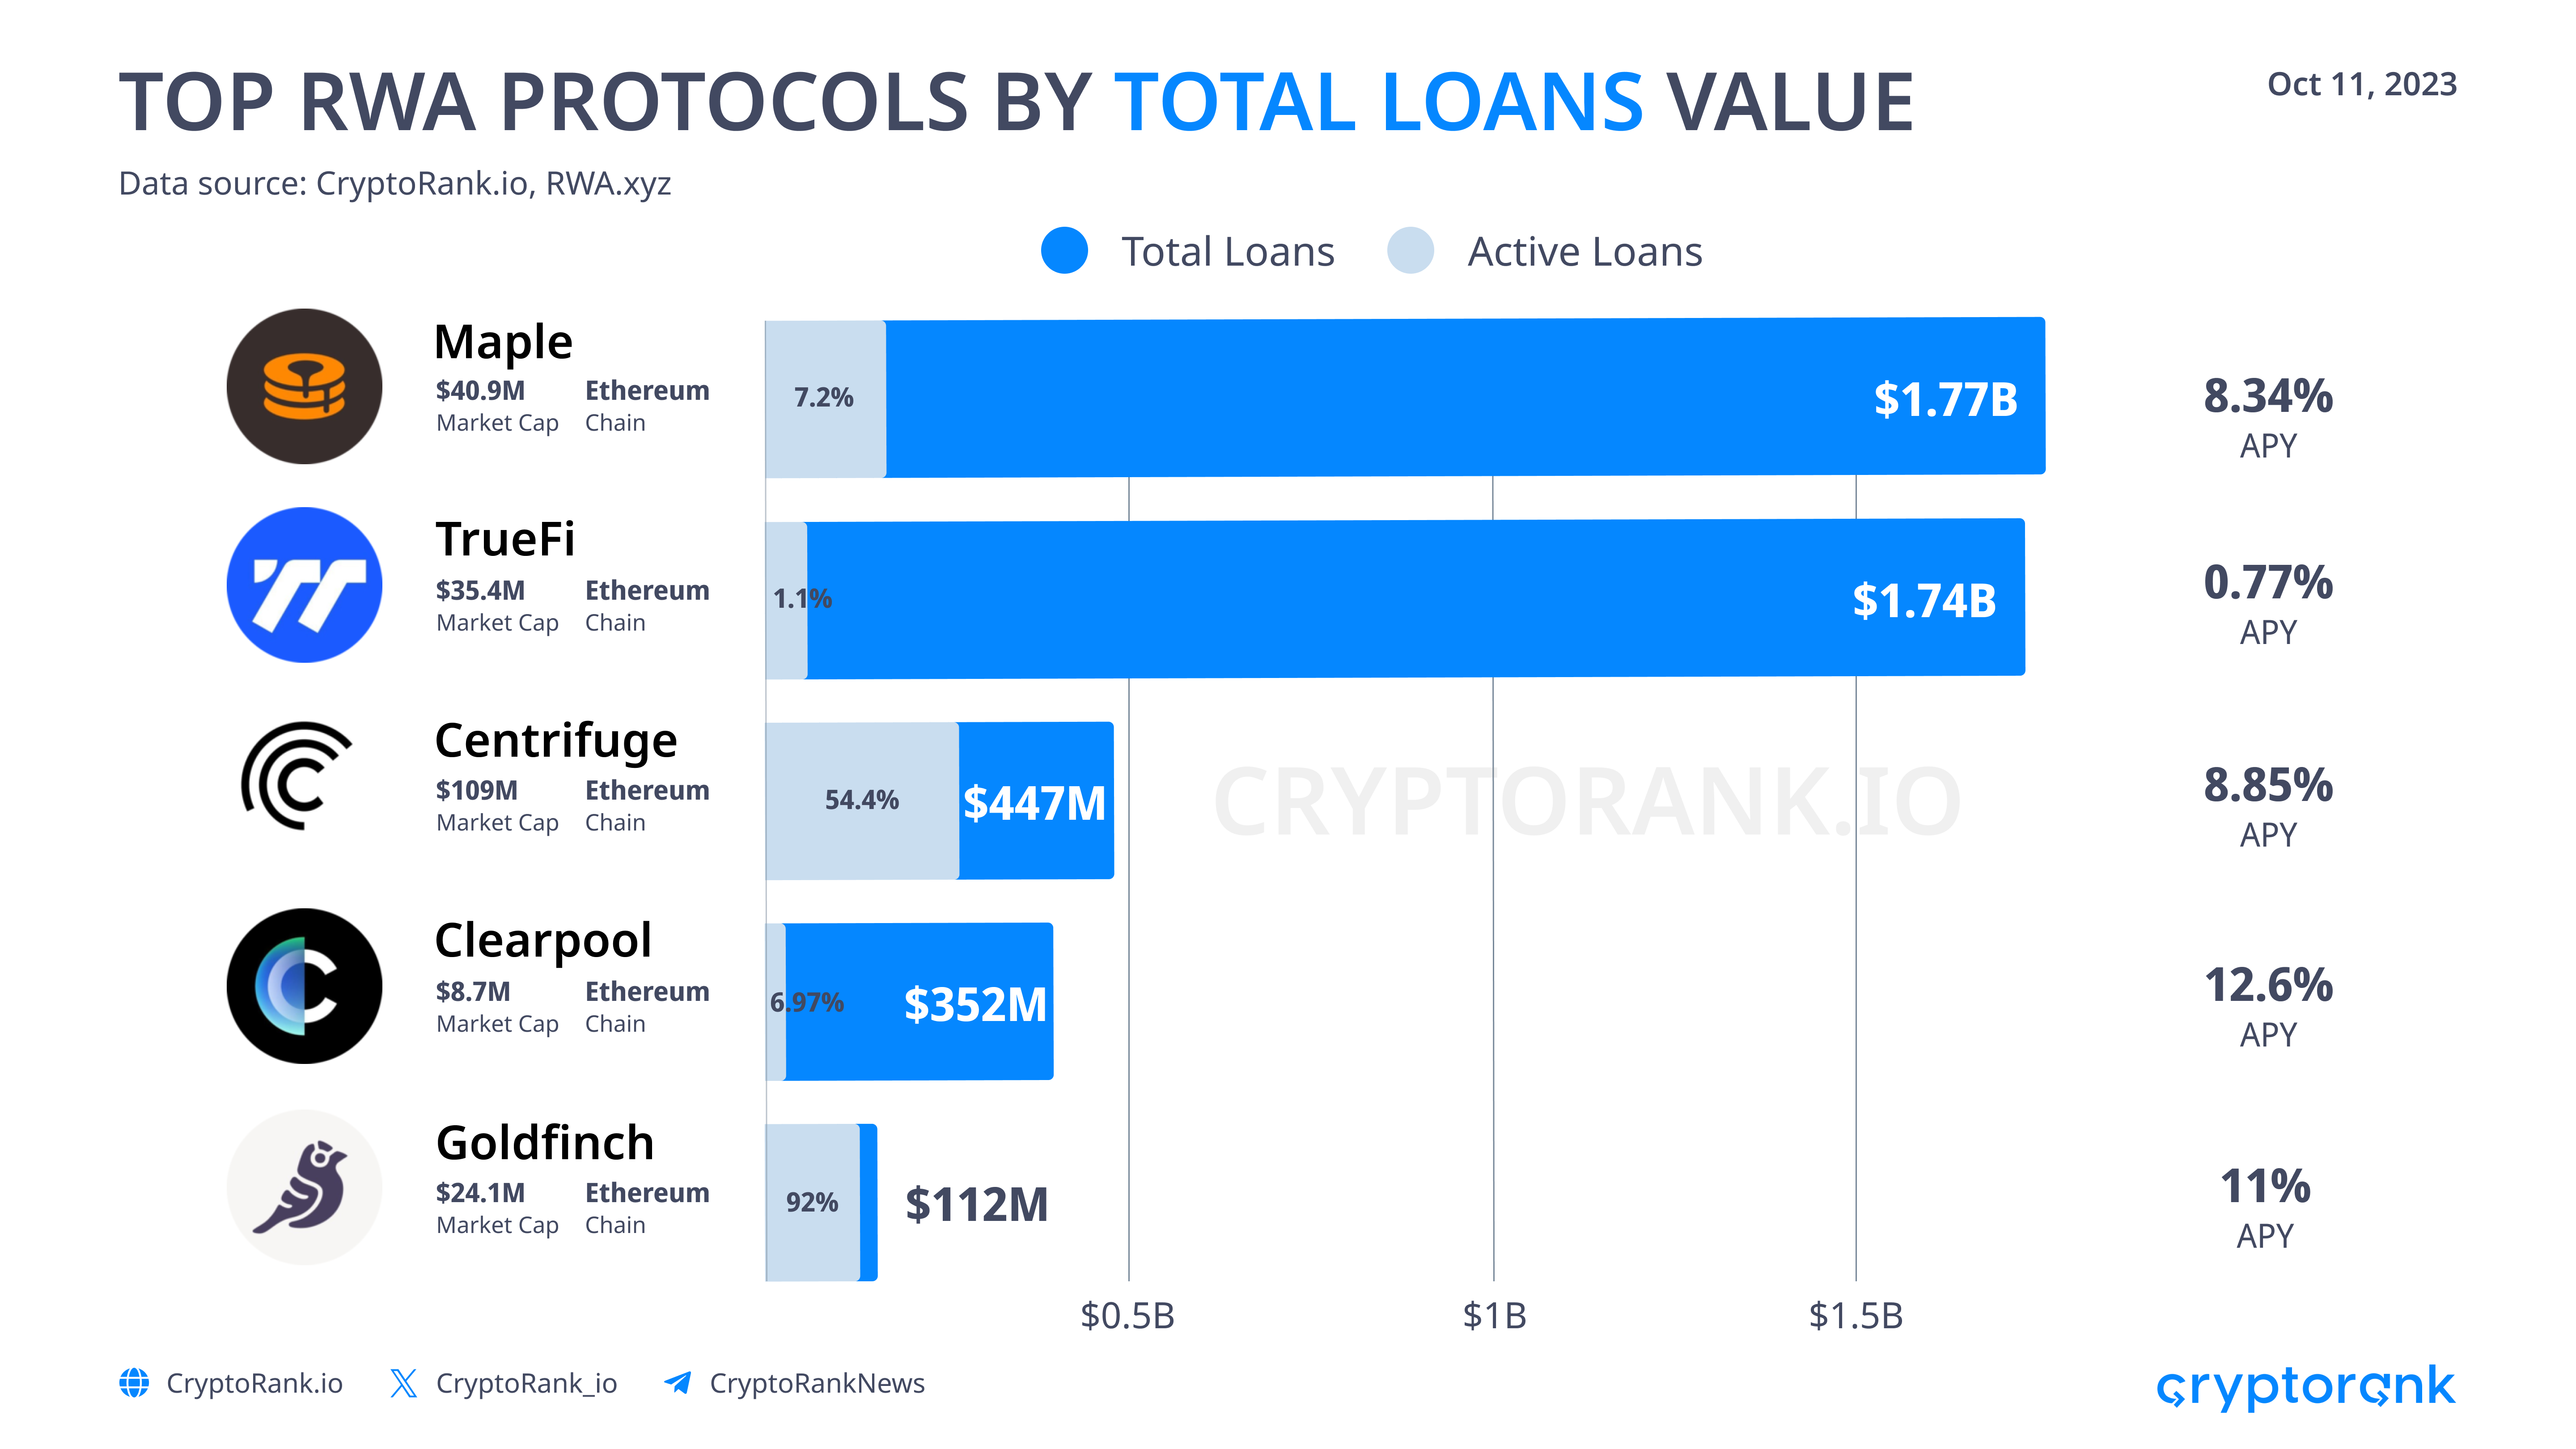 TOP RWA PROTOCOLS BY TOTAL LOANS VALUE
Oct 11, 2023
Data source: CryptoRank.io, RWA.xyz
Total Loans
Active Loans
Maple
$40.9M Ethereum
Market Cap Chain
7.2%
$1.77B
8.34%
APY
TrueFi
$35.4M Ethereum
Market Cap Chain
1.1%
$1.74B
0.77%
APY
Centrifuge
$109M Ethereum
Market Cap Chain
54.4%
$447M
CRYPTORANK.IO
8.85%
APY
Clearpool
$8.7M Ethereum
Market Cap Chain
6.97%
$352M
12.6%
APY
Goldfinch
$24.1M Ethereum
Market Cap Chain
92%
$112M
11%
APY
$0.5B $1B $1.5B
CryptoRank.io CryptoRank_io CryptoRankNews
cryptorank